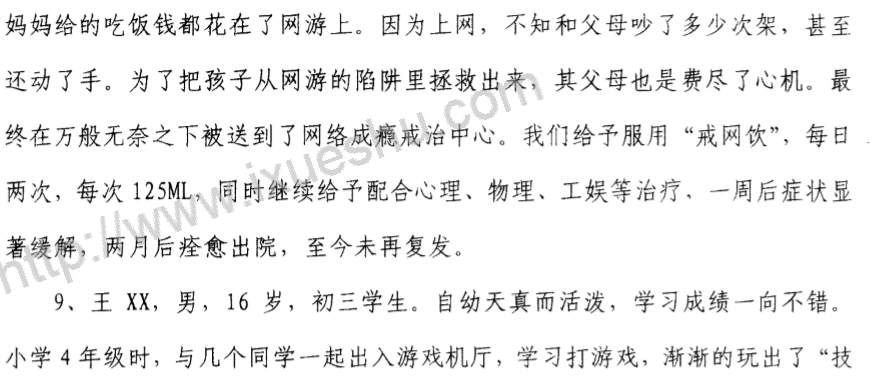 妈妈给的吃饭钱都花在了网游上。因为上网，不知和父母吵了多少次架，甚至
还动了手。为了把孩子从网游的陷阱里拯救出来，其父母也是费尽了心机。最
终在万般无奈之下被送到了网络成瘾戒治中心。我们给予服用“戒网饮”，每日
两次，每次 125ML，同时继续给予配合心理、物理、工娱等治疗，一周后症状显
著缓解，两月后痊愈出院，至今未再复发。
9、王 XX，男，16 岁，初三学生。自幼天真而活泼，学习成绩一向不错。
小学 4 年级时，与几个同学一起出入游戏机厅，学习打游戏，渐渐的玩出了“技
http://www.ixueshu.com